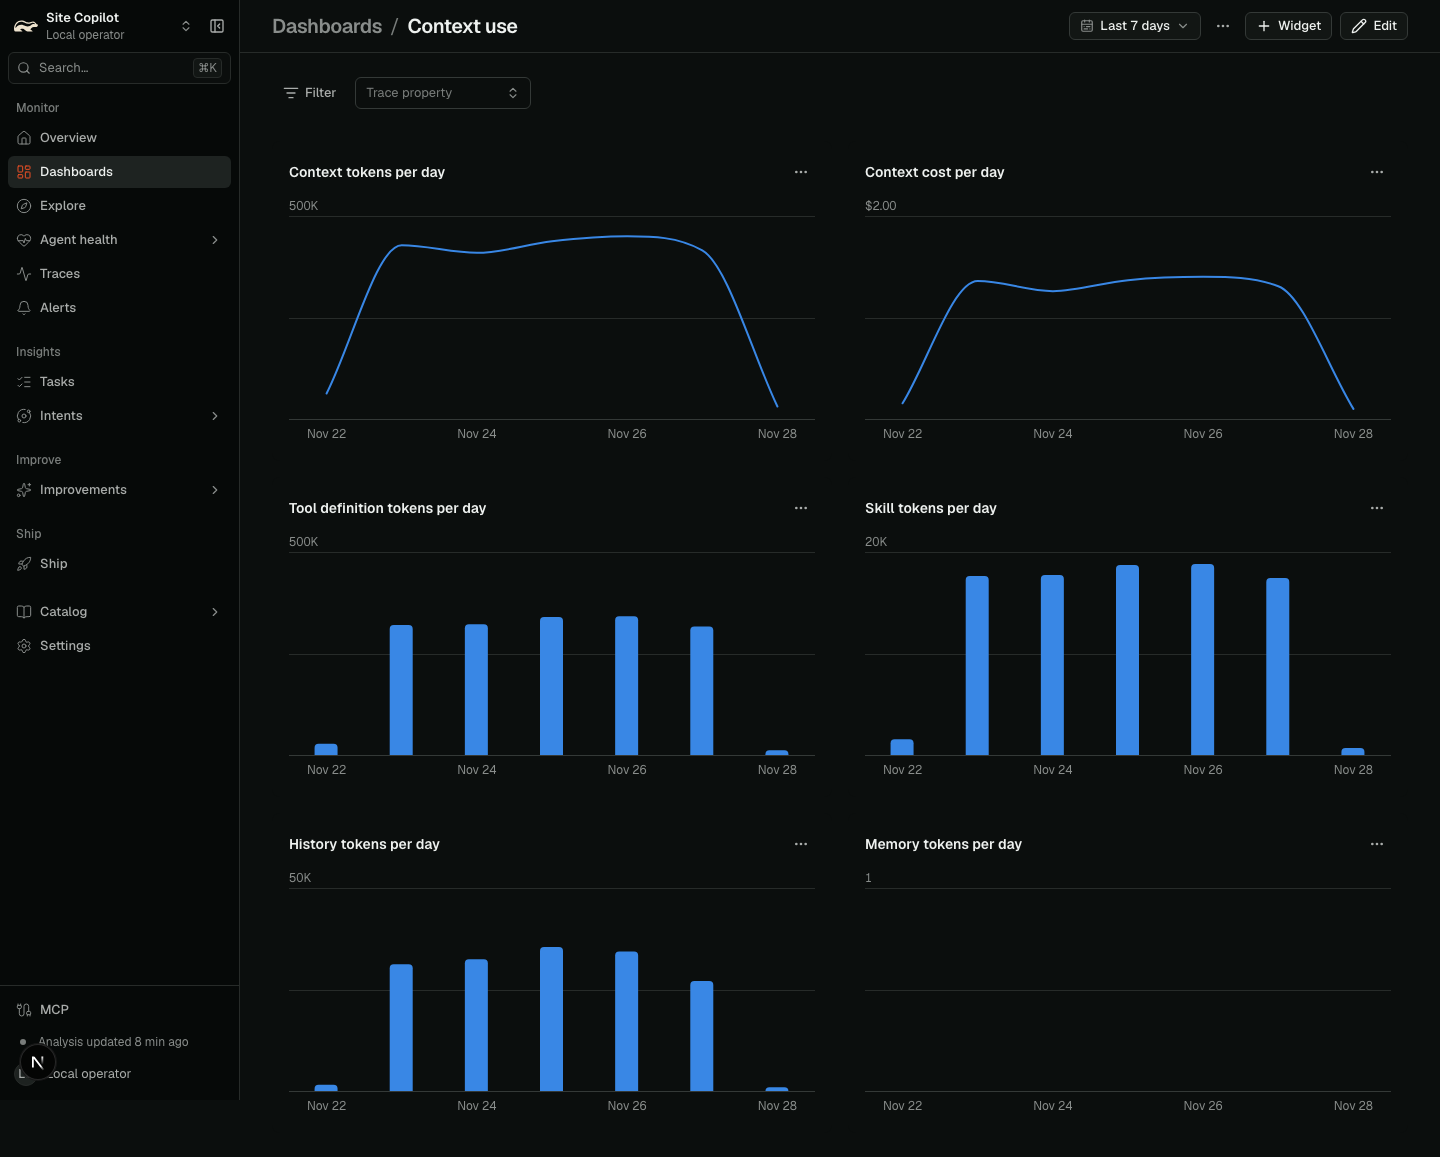 Site Copilot
Local operator
Search...
⌘K
Monitor
Overview
Dashboards
Explore
Agent health
Traces
Alerts
Insights
Tasks
Intents
Improve
Improvements
Ship
Ship
Catalog
Settings
MCP
Analysis updated 8 min ago
Local operator
Dashboards / Context use
Last 7 days
Widget
Edit
Filter
Trace property
Context tokens per day
500K
Nov 22 Nov 24 Nov 26 Nov 28
Context cost per day
$2.00
Nov 22 Nov 24 Nov 26 Nov 28
Tool definition tokens per day
500K
Nov 22 Nov 24 Nov 26 Nov 28
Skill tokens per day
20K
Nov 22 Nov 24 Nov 26 Nov 28
History tokens per day
50K
Nov 22 Nov 24 Nov 26 Nov 28
Memory tokens per day
1
Nov 22 Nov 24 Nov 26 Nov 28